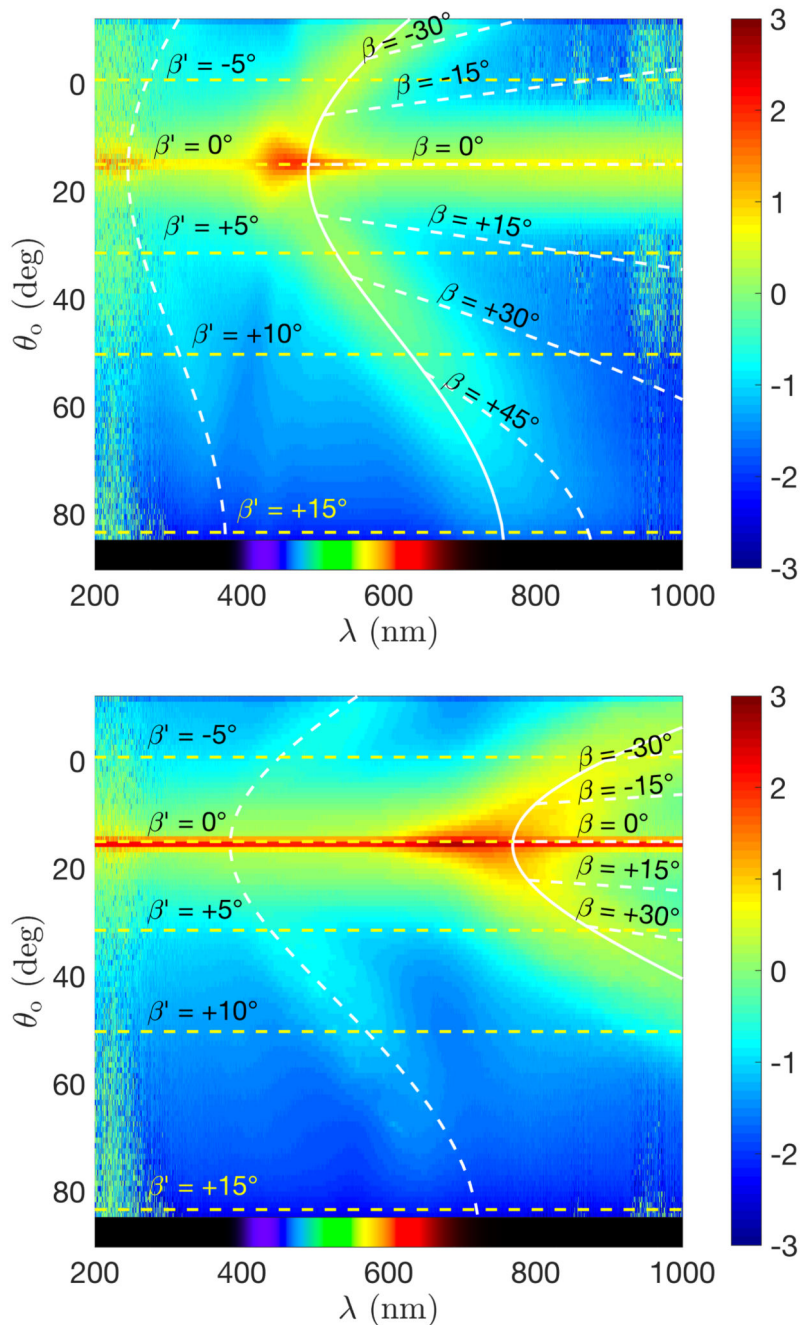 3
β = -30°
β' = -5°
0
2
β = -15°
β' = 0°
β = 0°
1
20
β' = +5°
β = +15°
0
40
β' = +10°
β = +30°
θo (deg)
-1
60
β = +45°
-2
80
β' = +15°
-3
200 400 600 800 1000
λ (nm)
3
β' = -5°
β = -30°
0
2
β = -15°
β' = 0°
β = 0°
1
20
β = +15°
β' = +5°
β = +30°
0
40
θo (deg)
β' = +10°
-1
60
-2
80
β' = +15°
-3
200 400 600 800 1000
λ (nm)